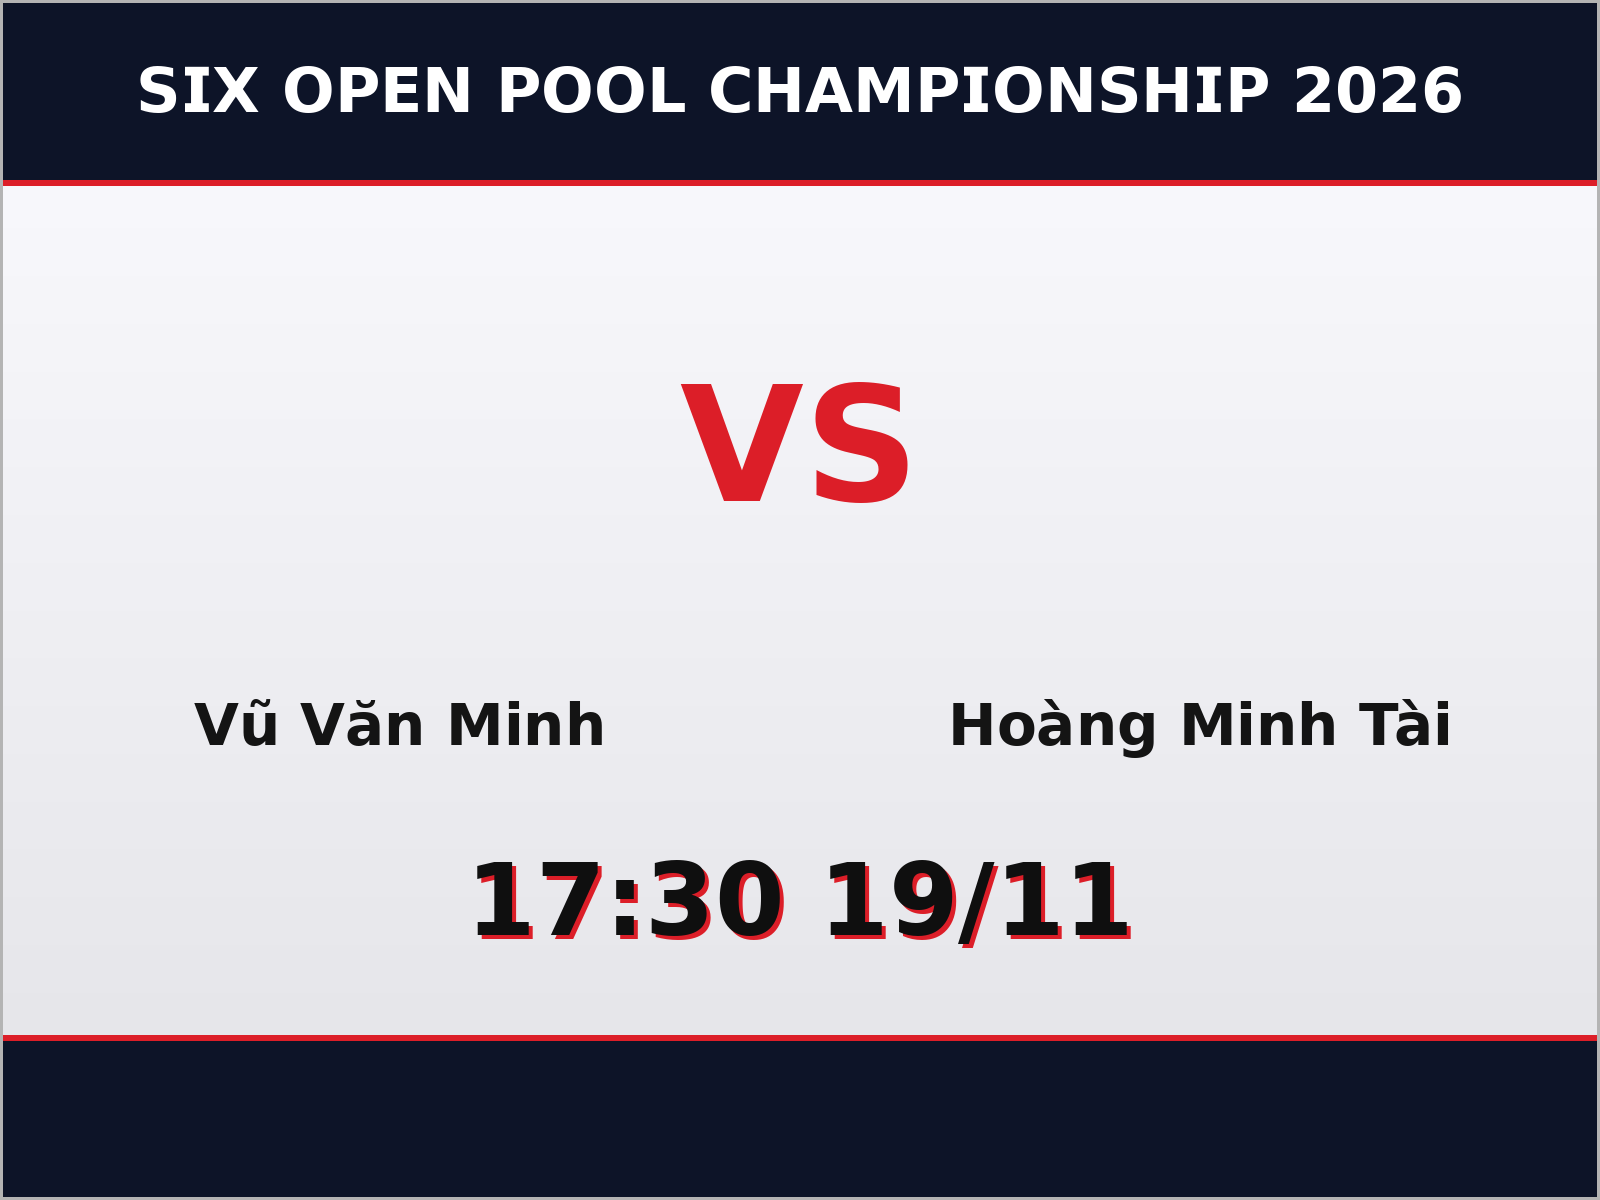 SIX OPEN POOL CHAMPIONSHIP 2026
VS
Vũ Văn Minh
Hoàng Minh Tài
17:30 19/11